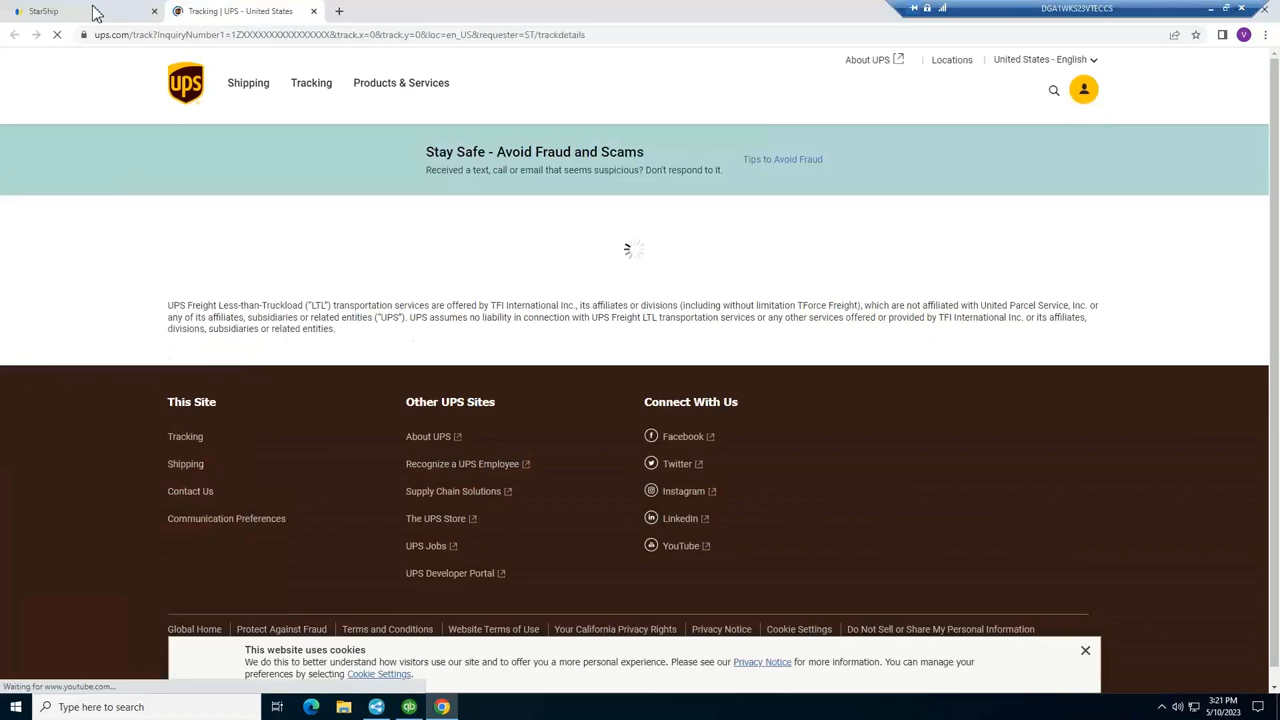 StarShip
Tracking | UPS - United States
DGA1WKS23VTECCS
ups.com/track?InquiryNumber1=1ZXXXXXXXXXXXXXXXX&track.x=0&track.y=0&loc=en_US&requester=ST/trackdetails
V
About UPS
Locations
United States - English
ups
Shipping
Tracking
Products & Services
Stay Safe - Avoid Fraud and Scams
Received a text, call or email that seems suspicious? Don't respond to it.
Tips to Avoid Fraud
UPS Freight Less-than-Truckload ("LTL") transportation services are offered by TFI International Inc., its affiliates or divisions (including without limitation TForce Freight), which are not affiliated with United Parcel Service, Inc. or
any of its affiliates, subsidiaries or related entities ("UPS"). UPS assumes no liability in connection with UPS Freight LTL transportation services or any other services offered or provided by TFI International Inc. or its affiliates,
divisions, subsidiaries or related entities.
This Site
Tracking
Shipping
Contact Us
Communication Preferences
Other UPS Sites
About UPS
Recognize a UPS Employee
Supply Chain Solutions
The UPS Store
UPS Jobs
UPS Developer Portal
Connect With Us
Facebook
Twitter
Instagram
LinkedIn
YouTube
Global Home
Protect Against Fraud
Terms and Conditions
Website Terms of Use
Your California Privacy Rights
Privacy Notice
Cookie Settings
Do Not Sell or Share My Personal Information
This website uses cookies
We do this to better understand how visitors use our site and to offer you a more personal experience. Please see our Privacy Notice for more information. You can manage your
preferences by selecting Cookie Settings.
Waiting for www.youtube.com...
Type here to search
3:21 PM
5/10/2023